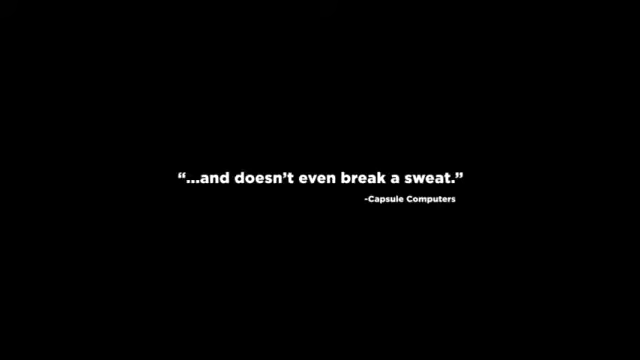 “...and doesn’t even break a sweat.”
-Capsule Computers